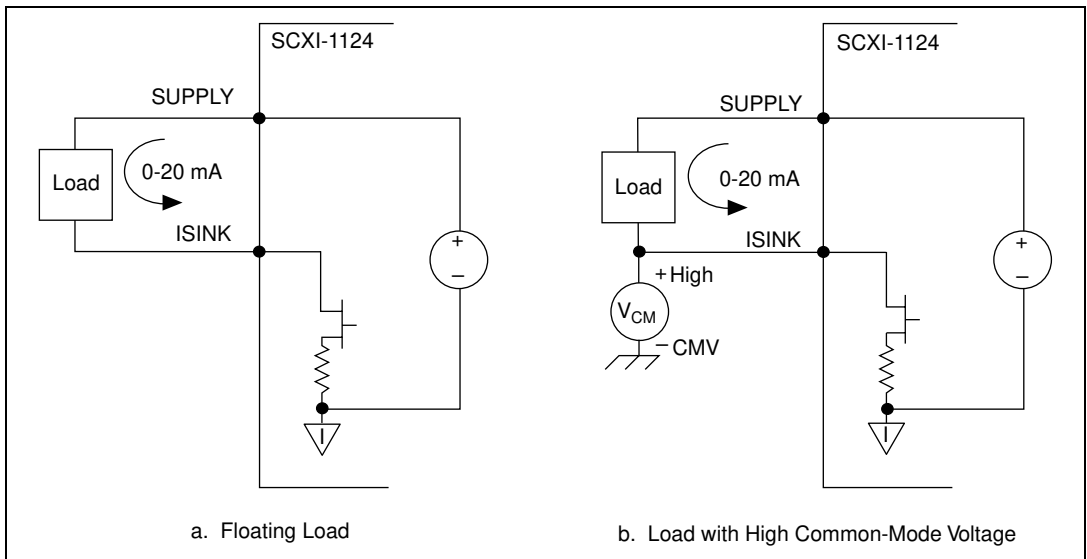 SCXI-1124
SUPPLY
Load
0-20 mA
ISINK
+
–
I
a. Floating Load
SCXI-1124
SUPPLY
Load
0-20 mA
ISINK
+High
VCM
–CMV
+
–
I
b. Load with High Common-Mode Voltage